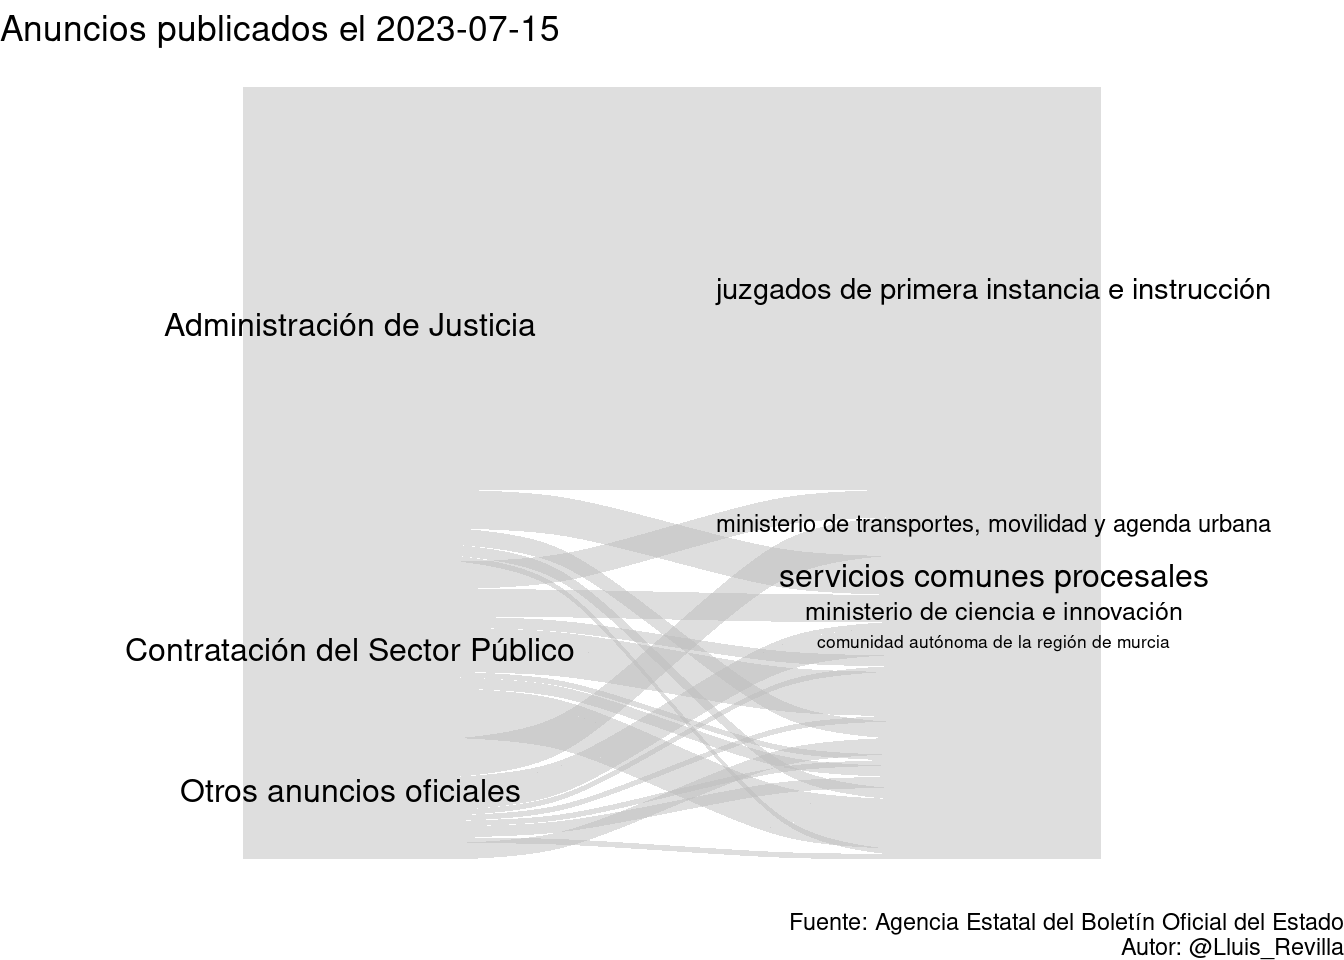 Anuncios publicados el 2023-07-15
juzgados de primera instancia e instrucción
Administración de Justicia
ministerio de transportes, movilidad y agenda urbana
servicios comunes procesales
ministerio de ciencia e innovación
comunidad autónoma de la región de murcia
Contratación del Sector Público
Otros anuncios oficiales
Fuente: Agencia Estatal del Boletín Oficial del Estado
Autor: @Lluis_Revilla